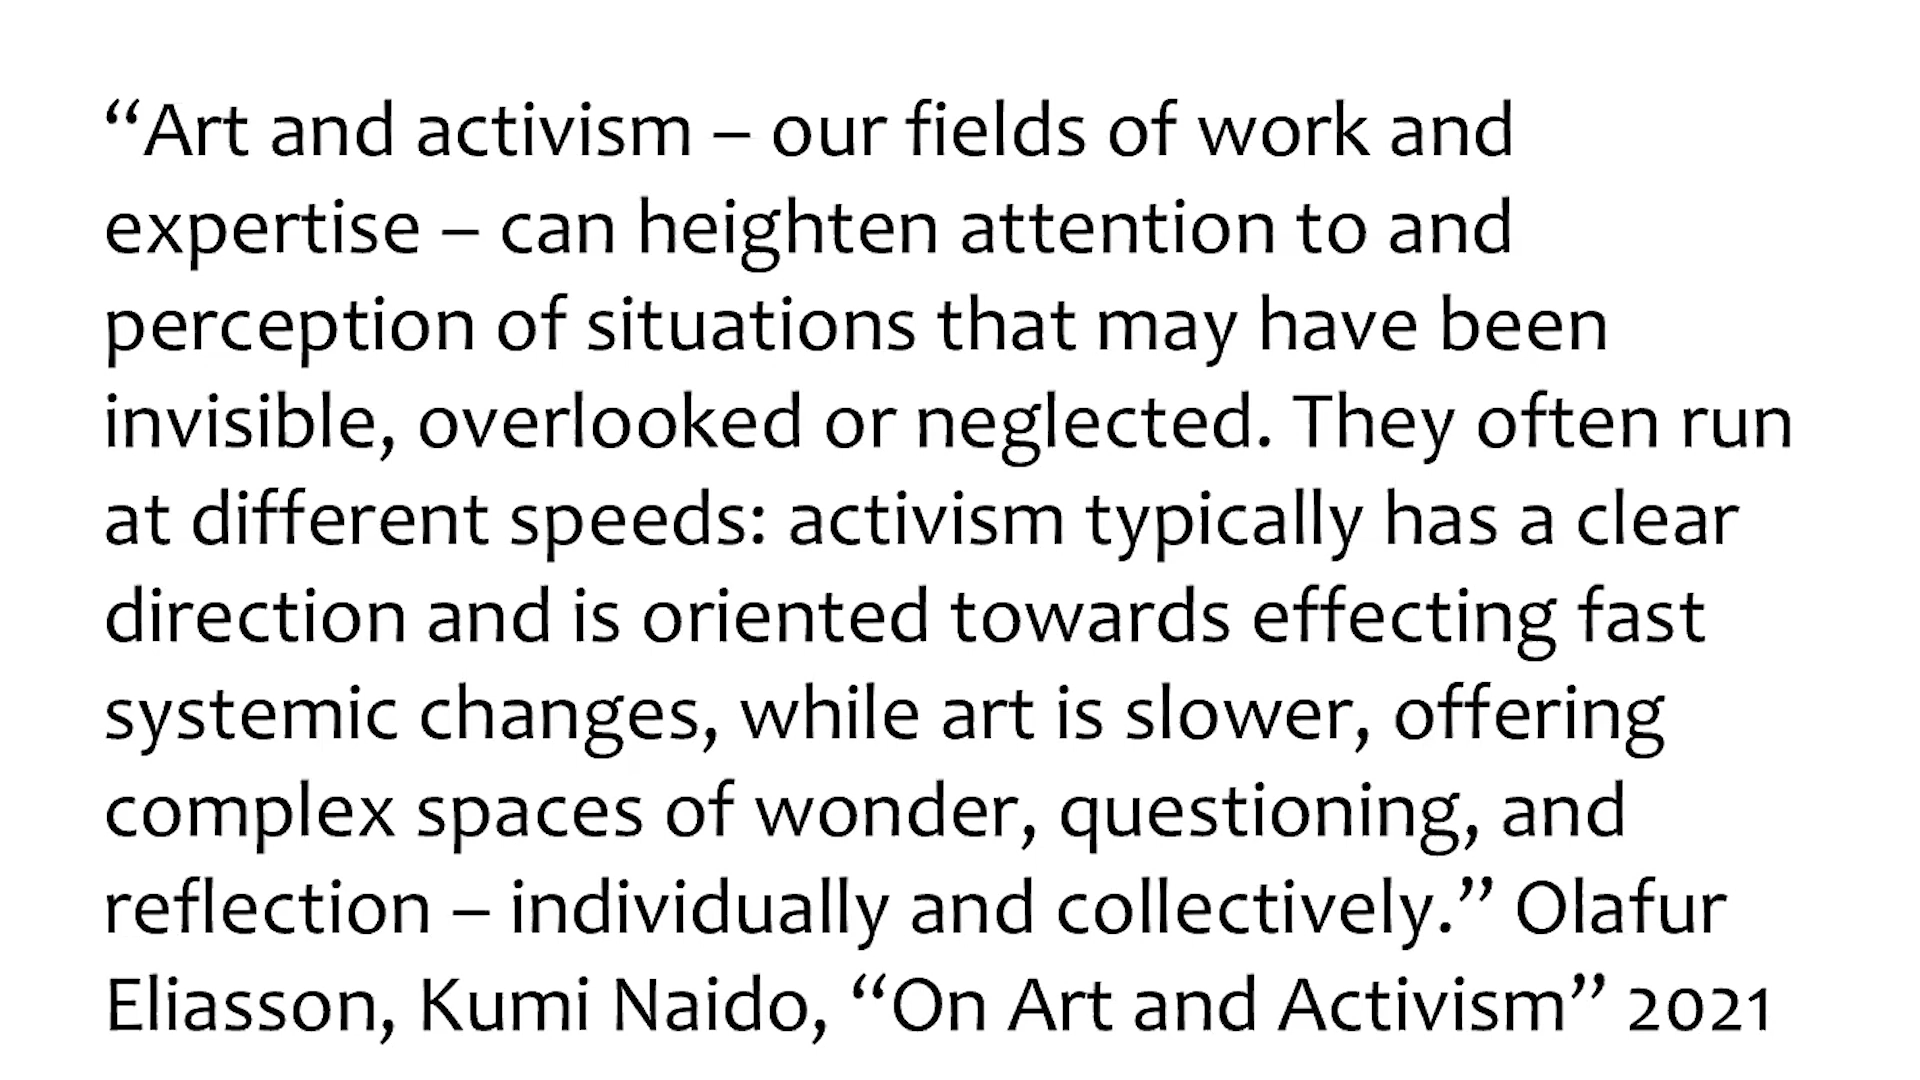 “Art and activism – our fields of work and
expertise – can heighten attention to and
perception of situations that may have been
invisible, overlooked or neglected. They often run
at different speeds: activism typically has a clear
direction and is oriented towards effecting fast
systemic changes, while art is slower, offering
complex spaces of wonder, questioning, and
reflection – individually and collectively.” Olafur
Eliasson, Kumi Naido, “On Art and Activism” 2021